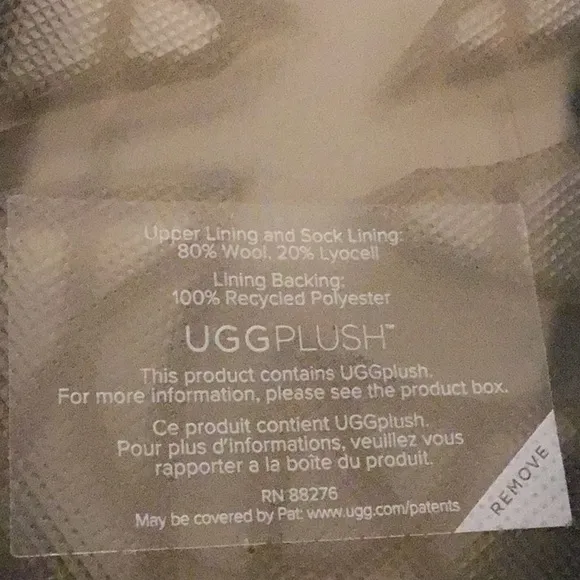 Upper Lining and Sock Lining:
80% Wool, 20% Lyocell
Lining Backing:
100% Recycled Polyester
UGGPLUSH™
This product contains UGGplush.
For more information, please see the product box.
Ce produit contient UGGplush.
Pour plus d'informations, veuillez vous
rapporter a la boîte du produit.
RN 88276
May be covered by Pat: www.ugg.com/patents
REMOVE